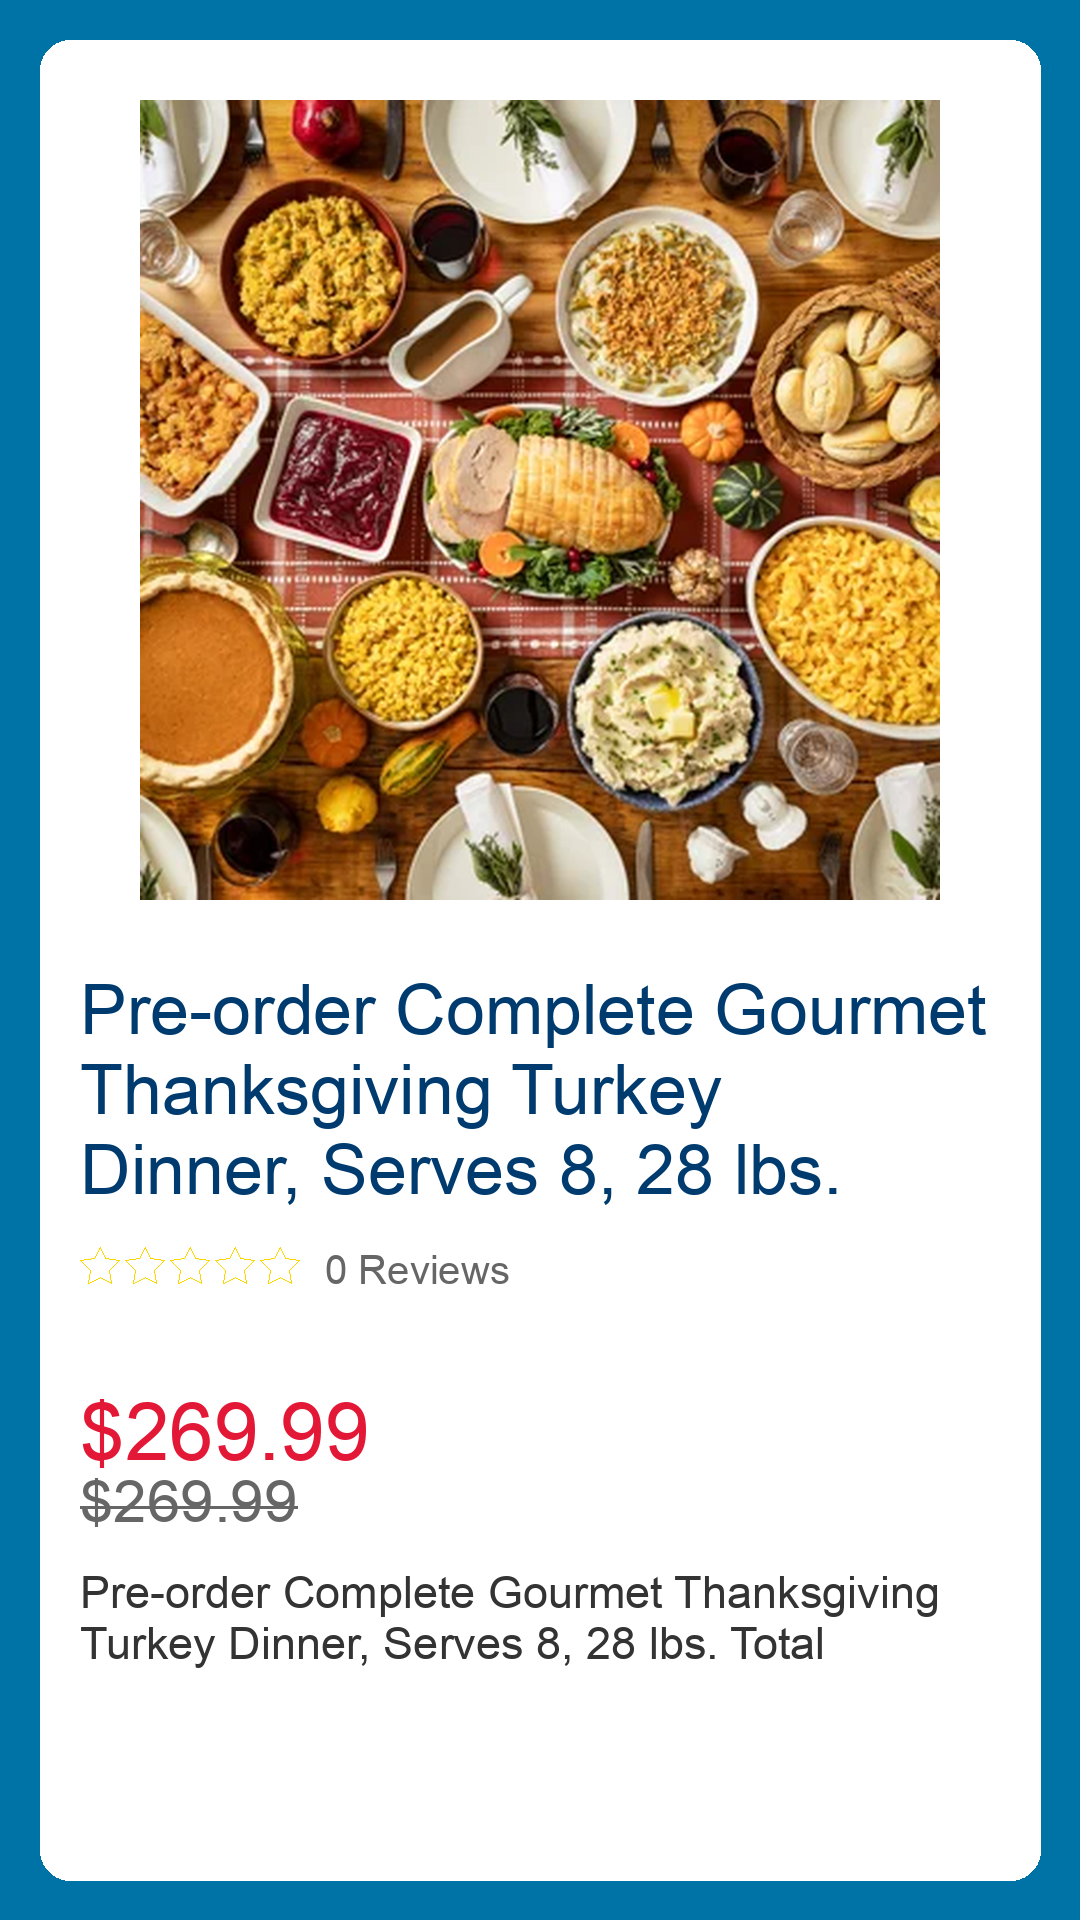 Pre-order Complete Gourmet
Thanksgiving Turkey
Dinner, Serves 8, 28 lbs.
0 Reviews
$269.99
$269.99
Pre-order Complete Gourmet Thanksgiving
Turkey Dinner, Serves 8, 28 lbs. Total